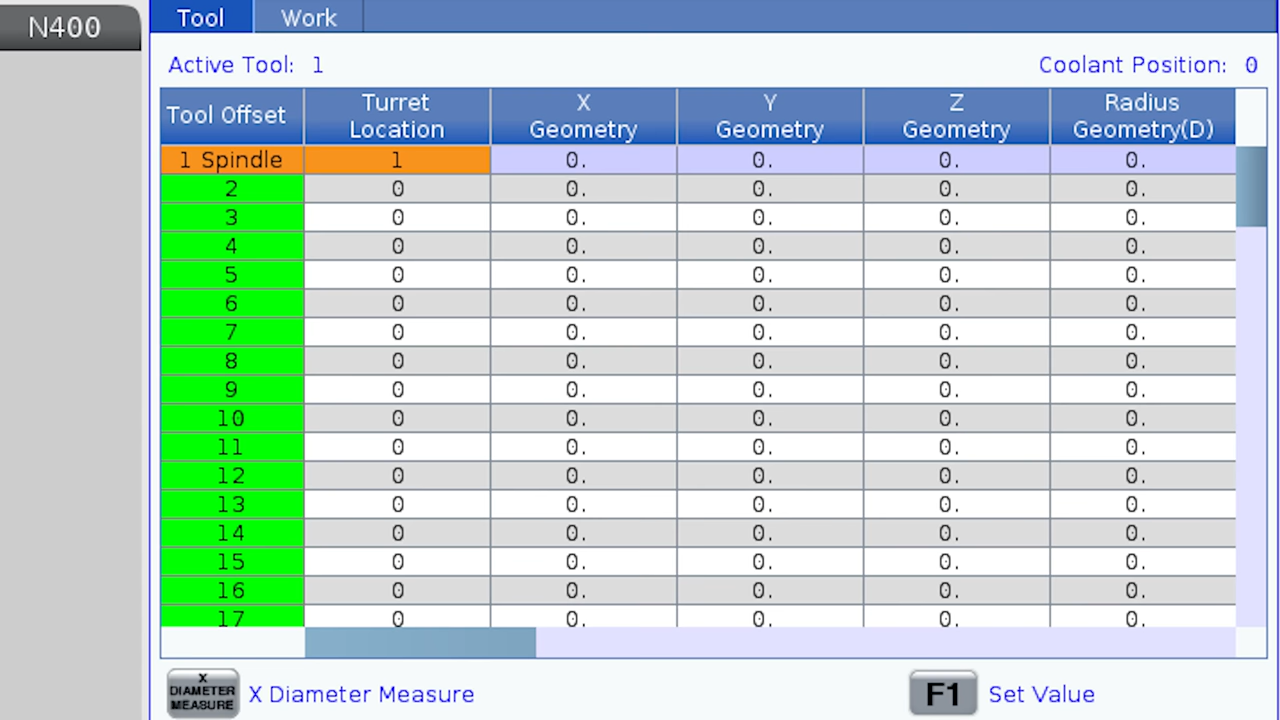 N400
Tool Work
Active Tool: 1 Coolant Position: 0
Tool Offset Turret Location X Geometry Y Geometry Z Geometry Radius Geometry(D)
1 Spindle 1 0. 0. 0. 0.
2 0 0. 0. 0. 0.
3 0 0. 0. 0. 0.
4 0 0. 0. 0. 0.
5 0 0. 0. 0. 0.
6 0 0. 0. 0. 0.
7 0 0. 0. 0. 0.
8 0 0. 0. 0. 0.
9 0 0. 0. 0. 0.
10 0 0. 0. 0. 0.
11 0 0. 0. 0. 0.
12 0 0. 0. 0. 0.
13 0 0. 0. 0. 0.
14 0 0. 0. 0. 0.
15 0 0. 0. 0. 0.
16 0 0. 0. 0. 0.
17 0 0. 0. 0. 0.
X DIAMETER MEASURE X Diameter Measure F1 Set Value